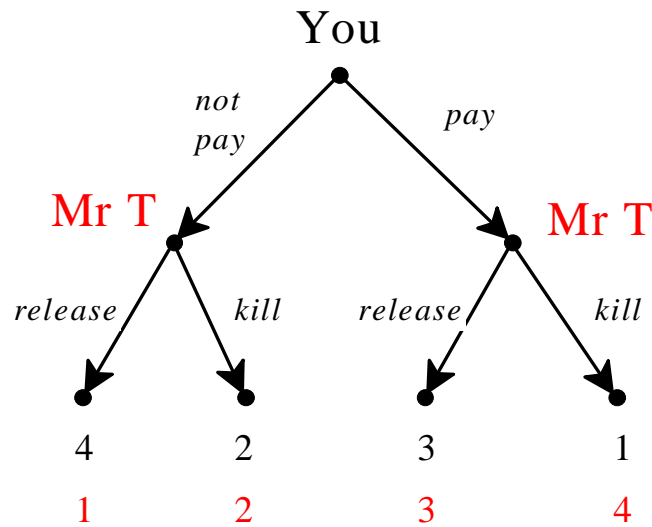 You
not
pay
pay
Mr T
Mr T
release
kill
release
kill
4 2 3 1
1 2 3 4